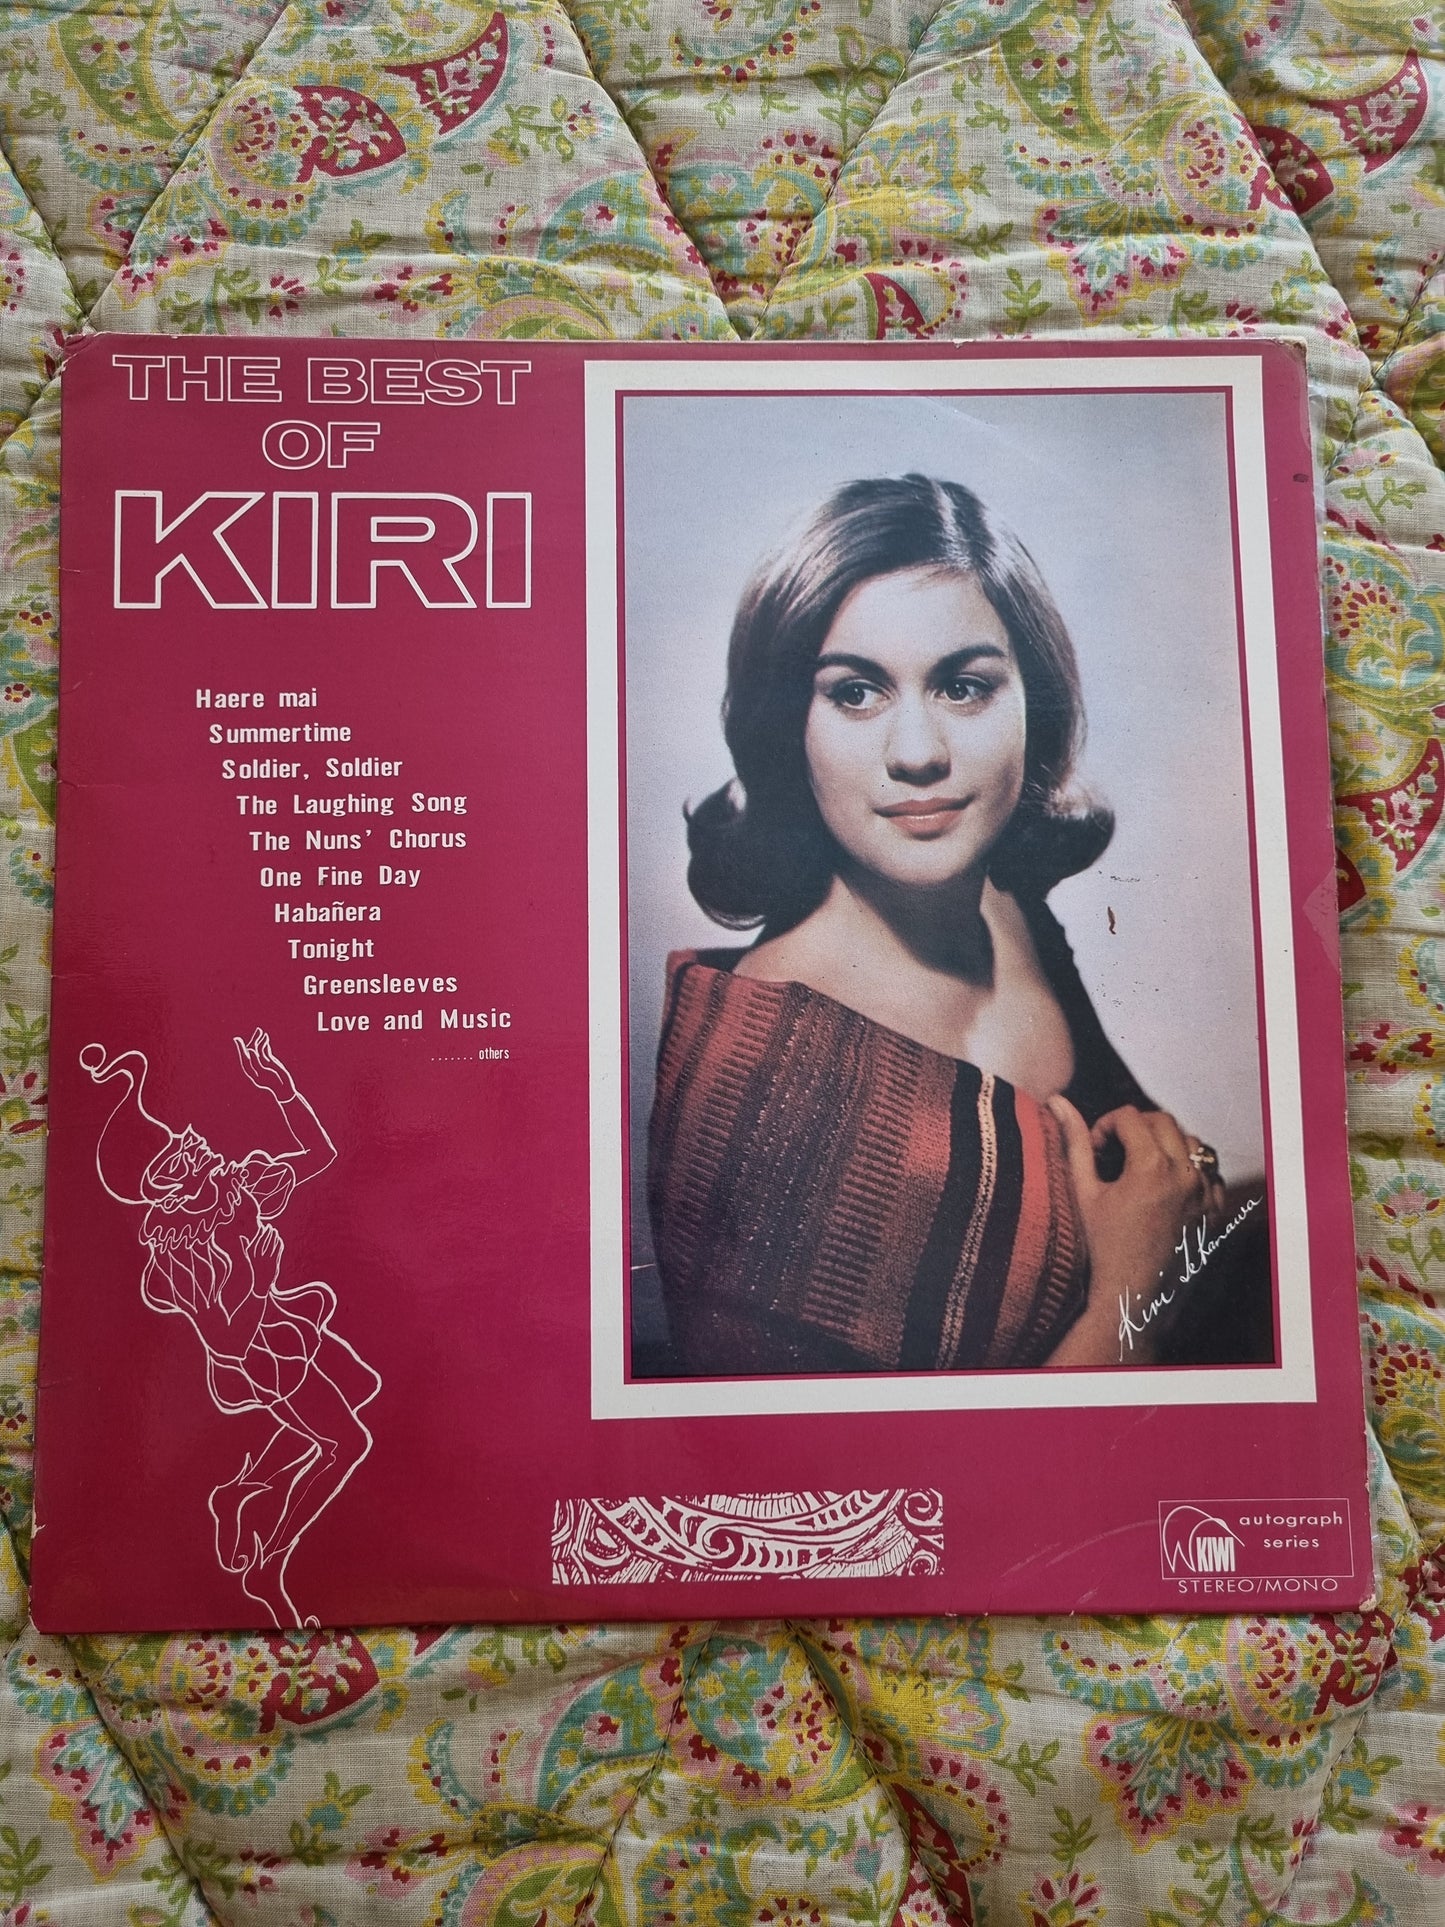 THE BEST
OF
KIRI
Haere mai
Summertime
Soldier, Soldier
The Laughing Song
The Nuns' Chorus
One Fine Day
Habañera
Tonight
Greensleeves
Love and Music
.......others
Kiri Te Kanawa
KIWI
autograph
series
STEREO/MONO